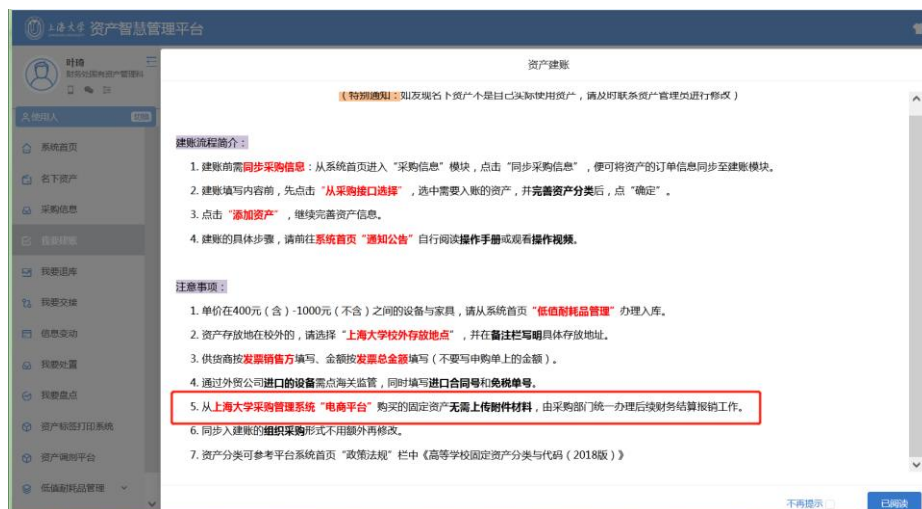 上海大学 资产智慧管理平台
叶琦
财务处国有资产管理科
使用人
切换
系统首页
名下资产
采购信息
我要建账
我要退库
我要交接
信息变动
我要处置
我要盘点
资产标签打印系统
资产调剂平台
低值耐耗品管理
资产建账
（特别通知：如发现名下资产不是自己实际使用资产，请及时联系资产管理员进行修改）
建账流程简介：
1. 建账前需同步采购信息：从系统首页进入“采购信息”模块，点击“同步采购信息”，便可将资产的订单信息同步至建账模块。
2. 建账填写内容前，先点击“从采购接口选择”，选中需要入账的资产，并完善资产分类后，点“确定”。
3. 点击“添加资产”，继续完善资产信息。
4. 建账的具体步骤，请前往系统首页“通知公告”自行阅读操作手册或观看操作视频。
注意事项：
1. 单价在400元（含）-1000元（不含）之间的设备与家具，请从系统首页“低值耐耗品管理”办理入库。
2. 资产存放地在校外的，请选择“上海大学校外存放地点”，并在备注栏写明具体存放地址。
3. 供货商按发票销售方填写、金额按发票总金额填写（不要写申购单上的金额）。
4. 通过外贸公司进口的设备需点海关监管，同时填写进口合同号和免税单号。
5. 从上海大学采购管理系统“电商平台”购买的固定资产无需上传附件材料，由采购部门统一办理后续财务结算报销工作。
6. 同步入建账的组织采购形式不用额外再修改。
7. 资产分类可参考平台系统首页“政策法规”栏中《高等学校固定资产分类与代码（2018版）》
不再提示
已阅读